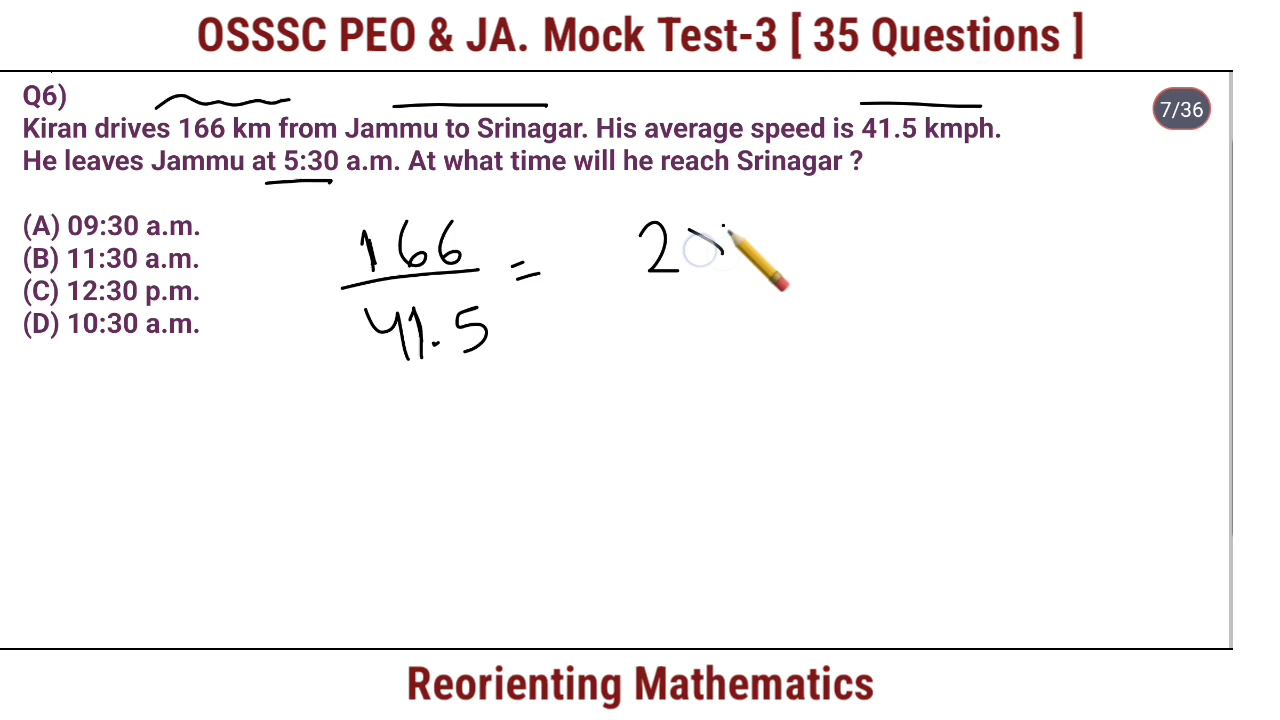 OSSSC PEO & JA. Mock Test-3 [ 35 Questions ]
Q6)
7/36
Kiran drives 166 km from Jammu to Srinagar. His average speed is 41.5 kmph.
He leaves Jammu at 5:30 a.m. At what time will he reach Srinagar ?
(A) 09:30 a.m.
(B) 11:30 a.m.
(C) 12:30 p.m.
(D) 10:30 a.m.
166
=
2
41.5
Reorienting Mathematics